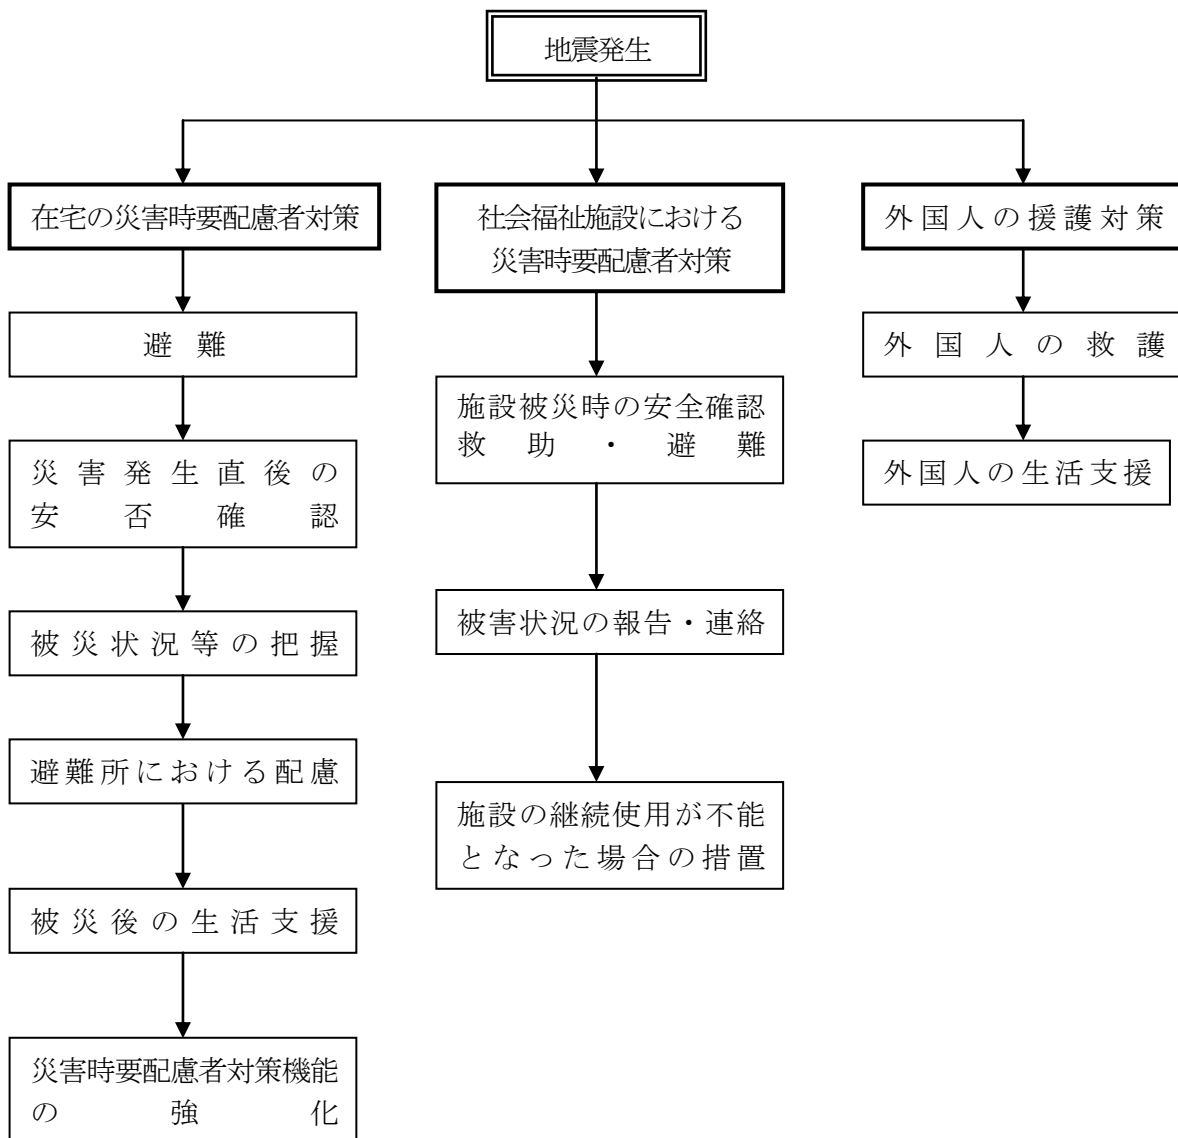 地震発生
在宅の災害時要配慮者対策
避難
災害発生直後の
安否確認
被災状況等の把握
避難所における配慮
被災後の生活支援
災害時要配慮者対策機能
の強化
社会福祉施設における
災害時要配慮者対策
施設被災時の安全確認
救助・避難
被害状況の報告・連絡
施設の継続使用が不能
となった場合の措置
外国人の援護対策
外国人の救護
外国人の生活支援